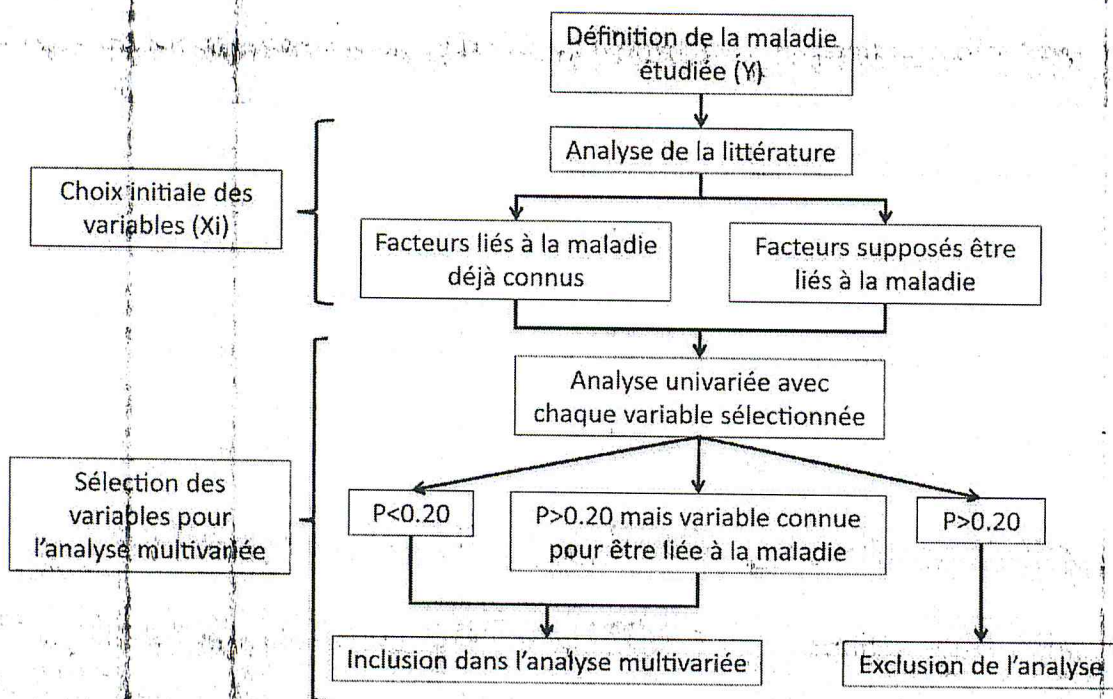 Définition de la maladie
étudiée (Y)
Analyse de la littérature
Choix initiale des
variables (Xi)
Facteurs liés à la maladie
déjà connus
Facteurs supposés être
liés à la maladie
Analyse univariée avec
chaque variable sélectionnée
Sélection des
variables pour
l'analyse multivariée
P<0.20
P>0.20 mais variable connue
pour être liée à la maladie
P>0.20
Inclusion dans l'analyse multivariée
Exclusion de l'analyse